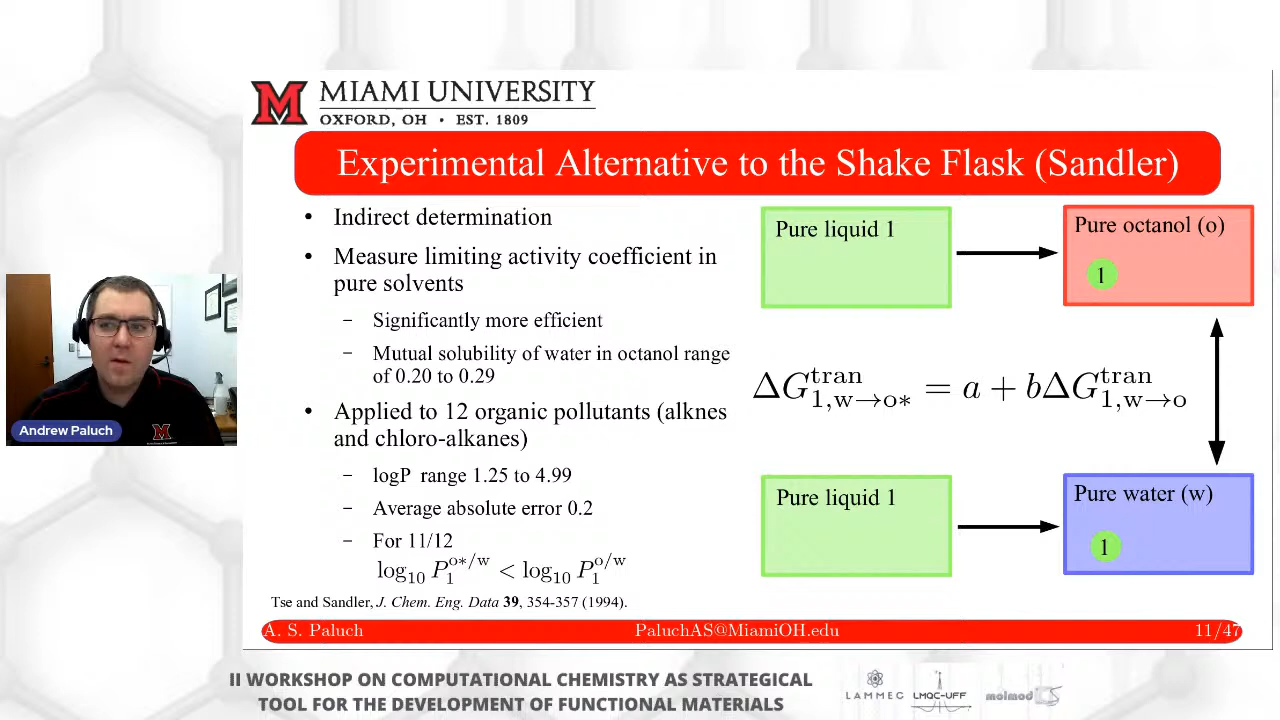 MIAMI UNIVERSITY
OXFORD, OH • EST. 1809
Experimental Alternative to the Shake Flask (Sandler)
• Indirect determination
• Measure limiting activity coefficient in
pure solvents
– Significantly more efficient
– Mutual solubility of water in octanol range
of 0.20 to 0.29
• Applied to 12 organic pollutants (alknes
and chloro-alkanes)
– logP range 1.25 to 4.99
– Average absolute error 0.2
– For 11/12
log₁₀ P₁^{o*/w} < log₁₀ P₁^{o/w}
Pure liquid 1
Pure octanol (o)
1
ΔG^{tran}_{1,w→o*} = a + bΔG^{tran}_{1,w→o}
Pure liquid 1
Pure water (w)
1
Tse and Sandler, J. Chem. Eng. Data 39, 354-357 (1994).
A. S. Paluch PaluchAS@MiamiOH.edu 11/47
Andrew Paluch
II WORKSHOP ON COMPUTATIONAL CHEMISTRY AS STRATEGICAL
TOOL FOR THE DEVELOPMENT OF FUNCTIONAL MATERIALS
LAMMEC
LMQC-UFF
molmod CS